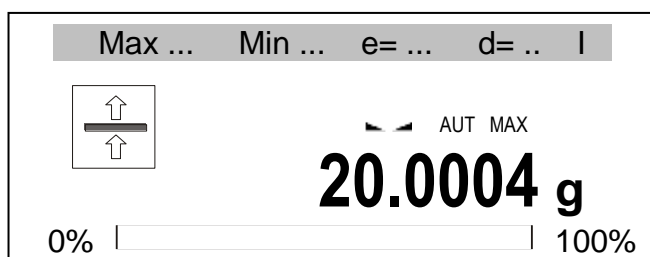 Max ... Min ... e= ... d= .. I
AUT MAX
20.0004 g
0% 100%